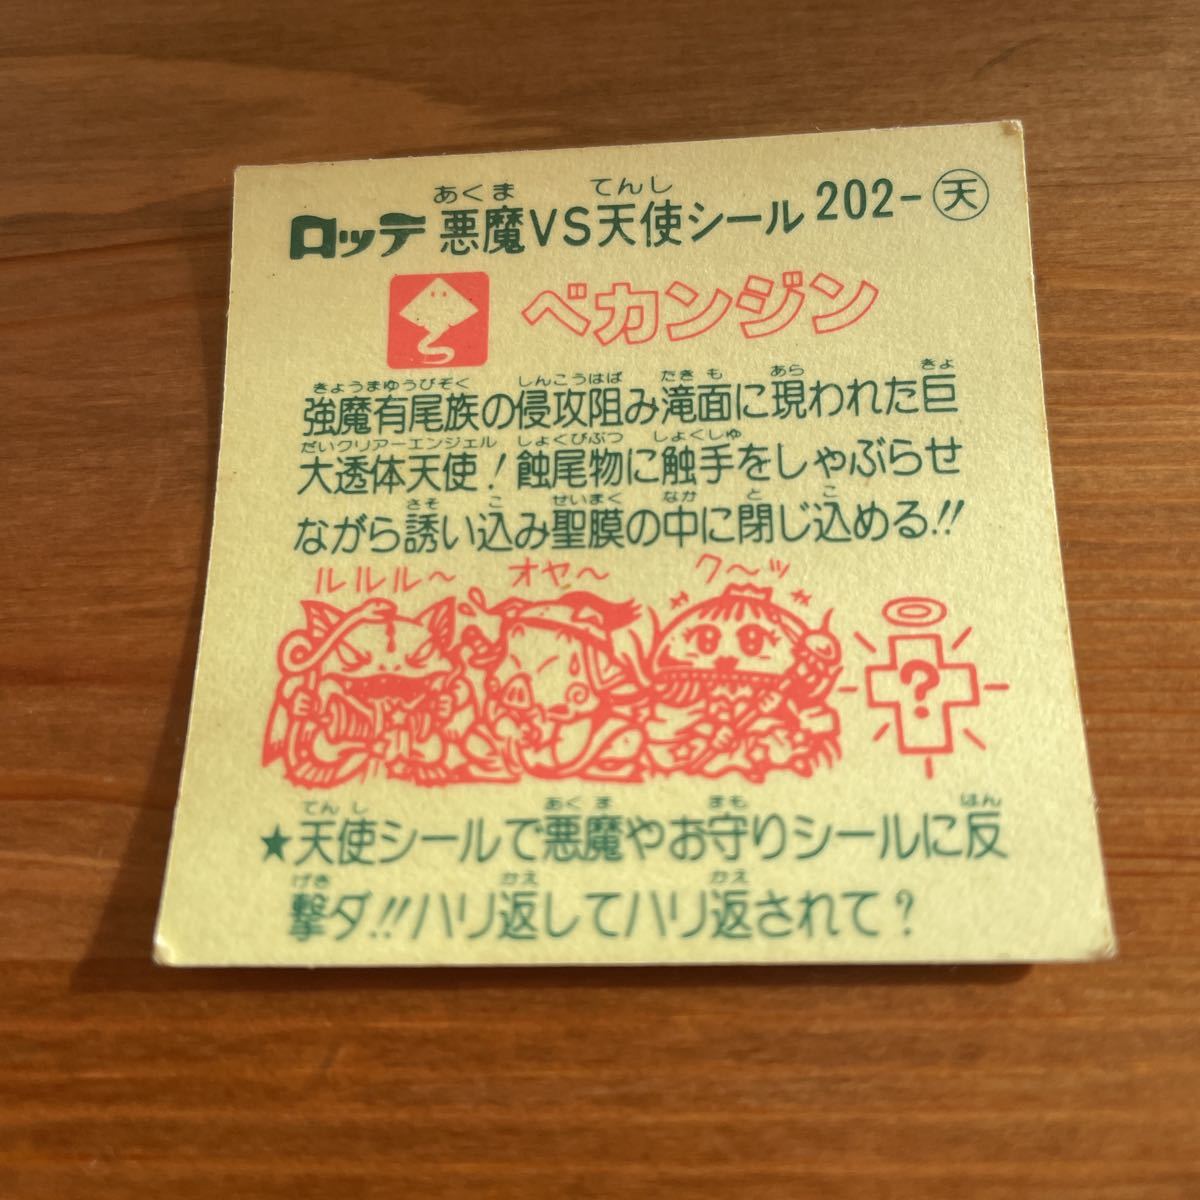 あくま てんし
ロッテ 悪魔VS天使シール 202-天
ベカンジン
きょうまゆうびぞく しんこうはば たきも あら きょ
強魔有尾族の侵攻阻み滝面に現われた巨
だいクリアーエンジェル しょくびぶつ しょくしゅ
大透体天使!蝕尾物に触手をしゃぶらせ
さそ こ せいまく なか と こ
ながら誘い込み聖膜の中に閉じ込める!!
ルルル〜 オヤ〜 ク〜ッ
?
てんし あくま まも はん
★天使シールで悪魔やお守りシールに反
げき かえ かえ
撃ダ!!ハリ返してハリ返されて?